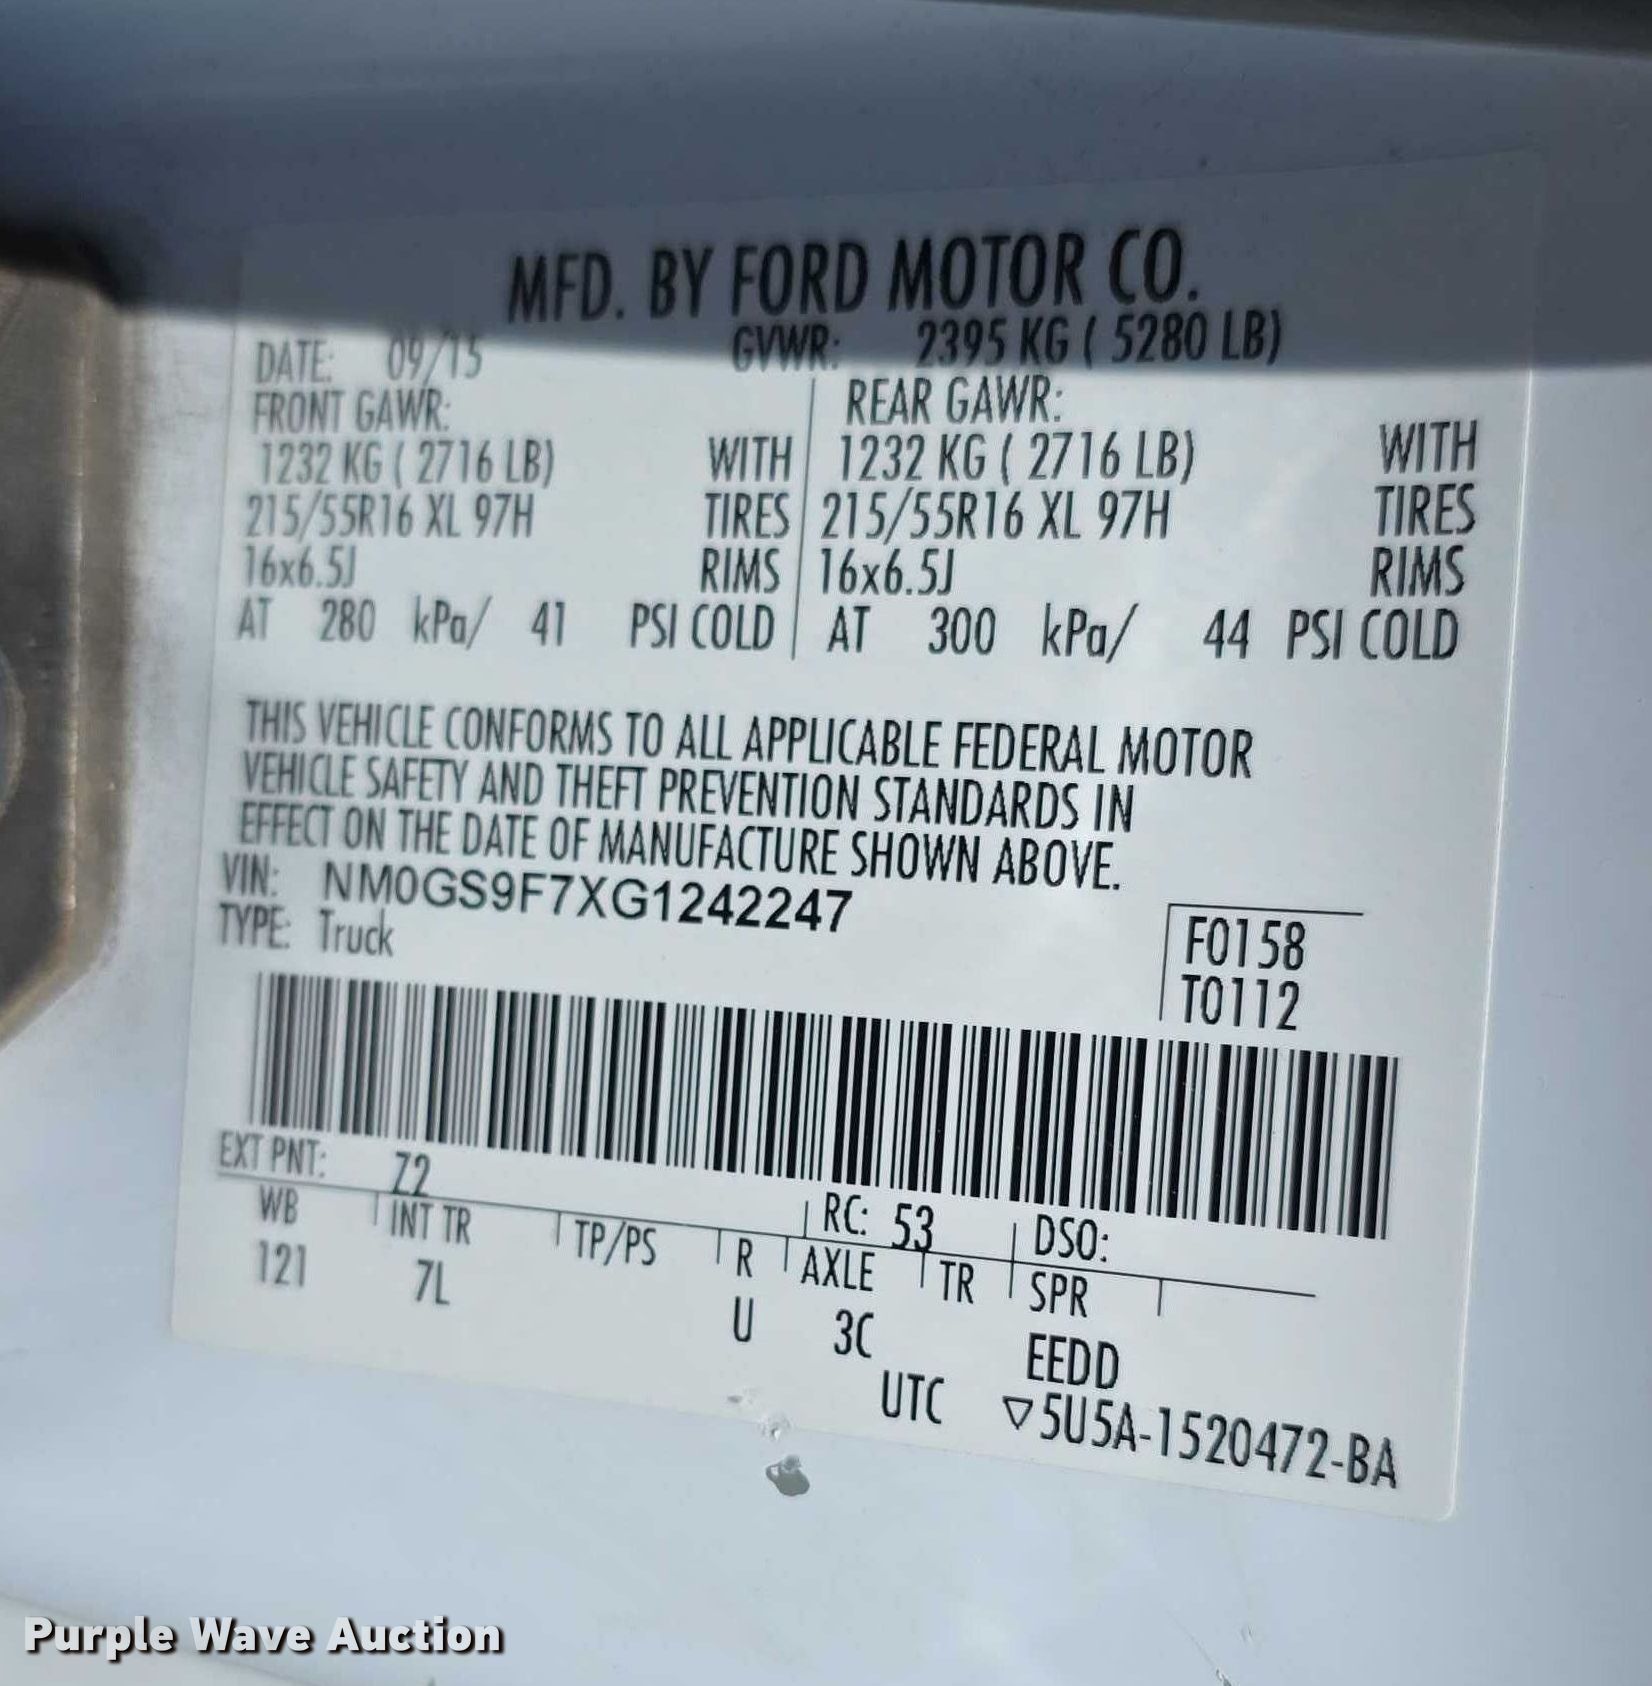 MFD. BY FORD MOTOR CO.
DATE: 09/15 GVWR: 2395 KG ( 5280 LB)
FRONT GAWR: REAR GAWR:
1232 KG ( 2716 LB) WITH 1232 KG ( 2716 LB) WITH
215/55R16 XL 97H TIRES 215/55R16 XL 97H TIRES
16x6.5J RIMS 16x6.5J RIMS
AT 280 kPa/ 41 PSI COLD AT 300 kPa/ 44 PSI COLD
THIS VEHICLE CONFORMS TO ALL APPLICABLE FEDERAL MOTOR
VEHICLE SAFETY AND THEFT PREVENTION STANDARDS IN
EFFECT ON THE DATE OF MANUFACTURE SHOWN ABOVE.
VIN: NM0GS9F7XG1242247
TYPE: Truck
F0158
T0112
EXT PNT: Z2 RC: 53 DSO:
WB INT TR TP/PS R AXLE TR SPR
121 7L U 3C EEDD
UTC ▽5U5A-1520472-BA
Purple Wave Auction